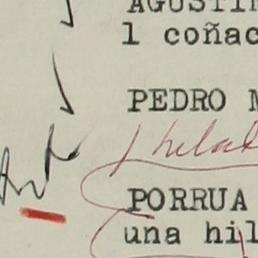 AGUSTIN
1 coñac
PEDRO M
PORRUA
una hil